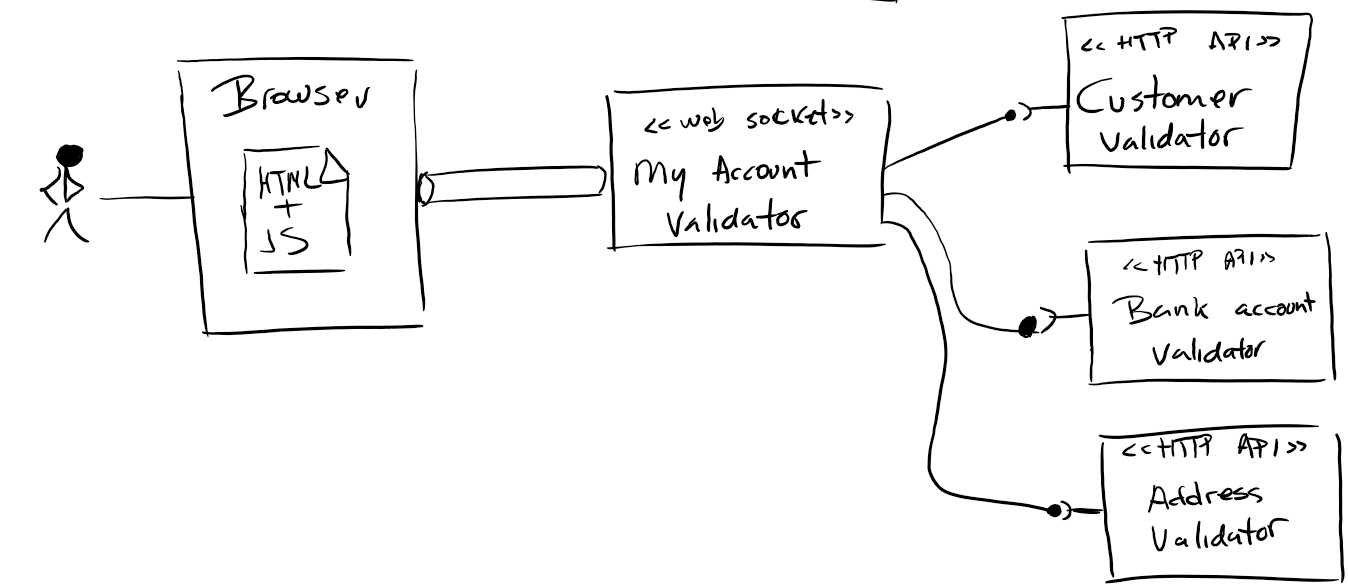 Browser
HTML
+
JS
<< web socket>>
My Account
Validator
<< HTTP API>>
Customer
Validator
<< HTTP API>>
Bank account
Validator
<<HTTP API>>
Address
Validator